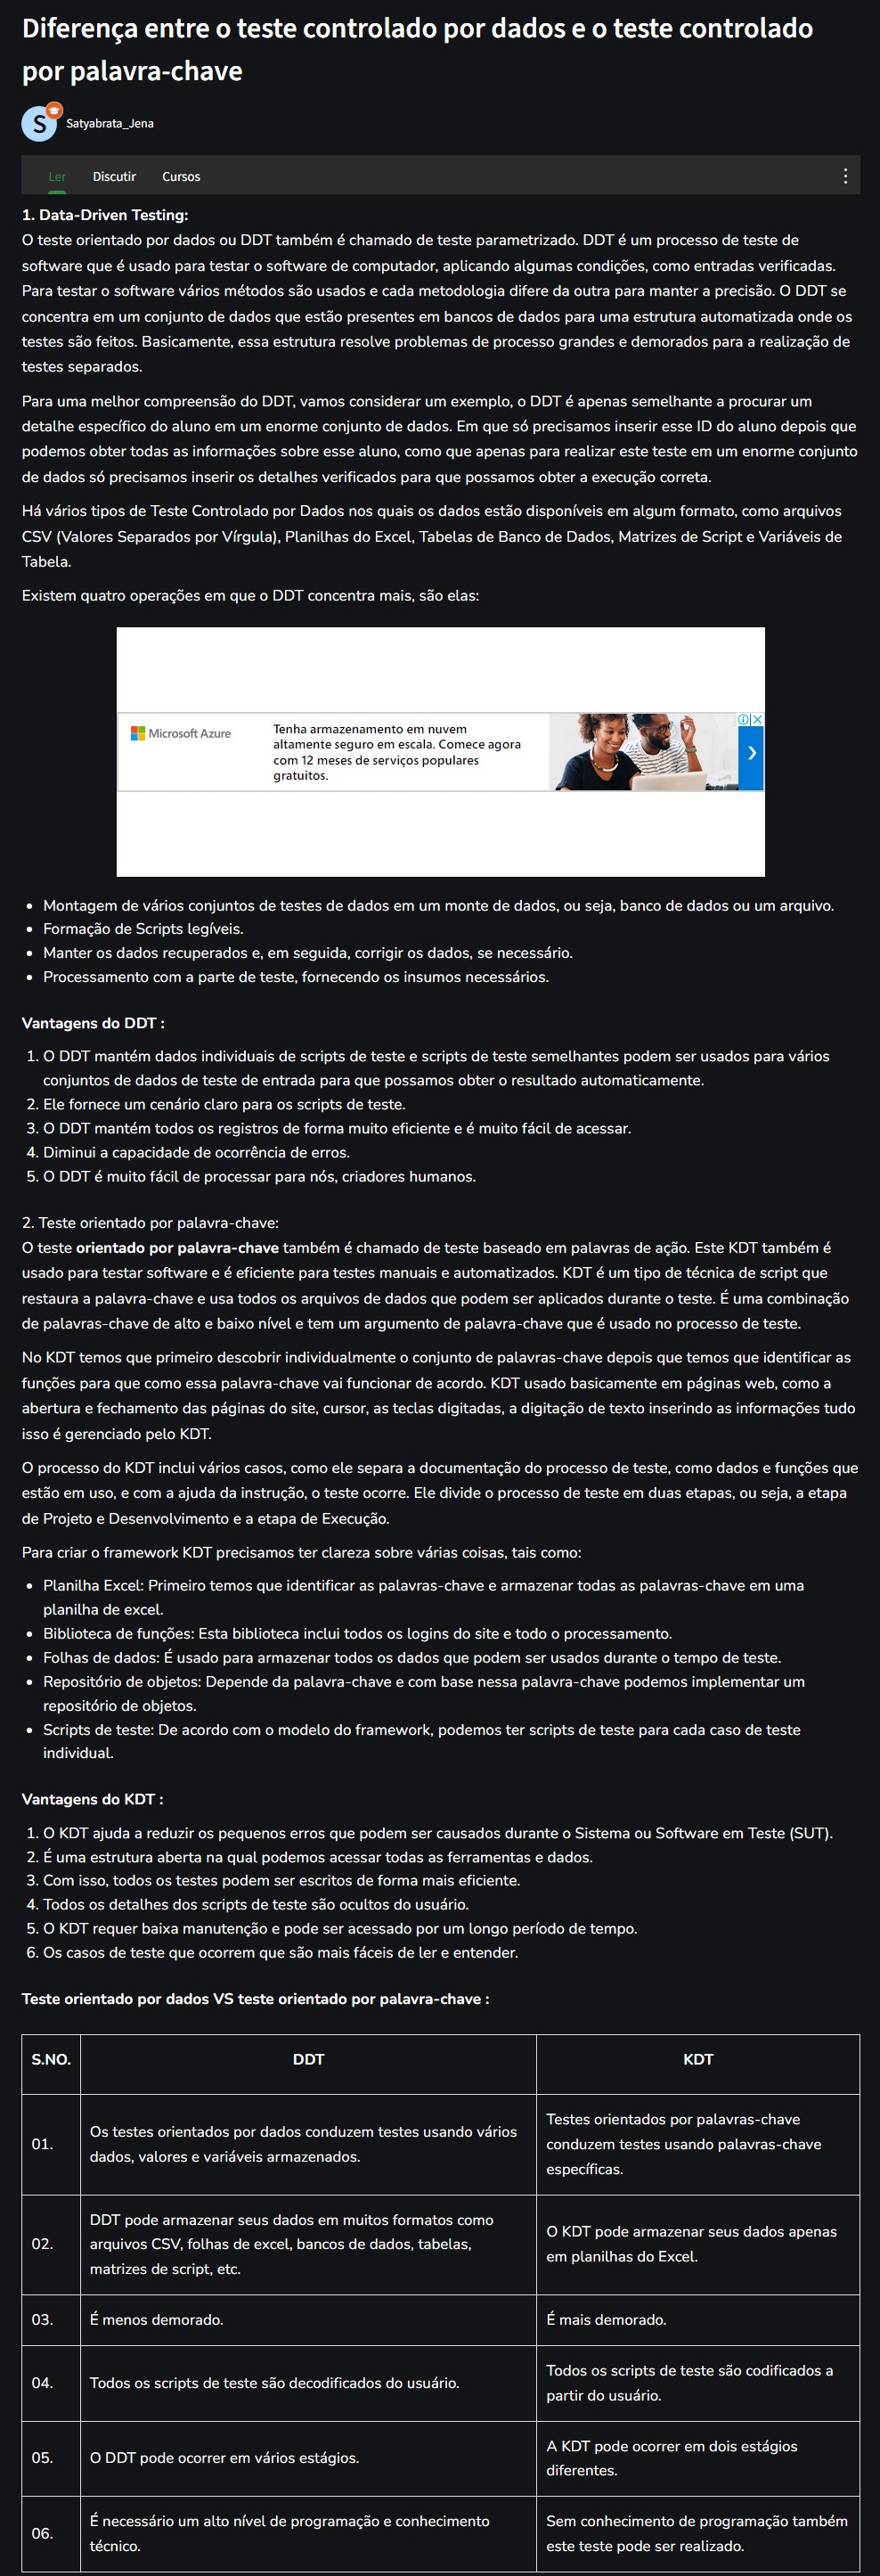 Diferença entre o teste controlado por dados e o teste controlado
por palavra-chave
S
Satyabrata_Jena
Ler Discutir Cursos
1. Data-Driven Testing:
O teste orientado por dados ou DDT também é chamado de teste parametrizado. DDT é um processo de teste de
software que é usado para testar o software de computador, aplicando algumas condições, como entradas verificadas.
Para testar o software vários métodos são usados e cada metodologia difere da outra para manter a precisão. O DDT se
concentra em um conjunto de dados que estão presentes em bancos de dados para uma estrutura automatizada onde os
testes são feitos. Basicamente, essa estrutura resolve problemas de processo grandes e demorados para a realização de
testes separados.
Para uma melhor compreensão do DDT, vamos considerar um exemplo, o DDT é apenas semelhante a procurar um
detalhe específico do aluno em um enorme conjunto de dados. Em que só precisamos inserir esse ID do aluno depois que
podemos obter todas as informações sobre esse aluno, como que apenas para realizar este teste em um enorme conjunto
de dados só precisamos inserir os detalhes verificados para que possamos obter a execução correta.
Há vários tipos de Teste Controlado por Dados nos quais os dados estão disponíveis em algum formato, como arquivos
CSV (Valores Separados por Vírgula), Planilhas do Excel, Tabelas de Banco de Dados, Matrizes de Script e Variáveis de
Tabela.
Existem quatro operações em que o DDT concentra mais, são elas:
Microsoft Azure
Tenha armazenamento em nuvem
altamente seguro em escala. Comece agora
com 12 meses de serviços populares
gratuitos.
• Montagem de vários conjuntos de testes de dados em um monte de dados, ou seja, banco de dados ou um arquivo.
• Formação de Scripts legíveis.
• Manter os dados recuperados e, em seguida, corrigir os dados, se necessário.
• Processamento com a parte de teste, fornecendo os insumos necessários.
Vantagens do DDT :
1. O DDT mantém dados individuais de scripts de teste e scripts de teste semelhantes podem ser usados para vários
conjuntos de dados de teste de entrada para que possamos obter o resultado automaticamente.
2. Ele fornece um cenário claro para os scripts de teste.
3. O DDT mantém todos os registros de forma muito eficiente e é muito fácil de acessar.
4. Diminui a capacidade de ocorrência de erros.
5. O DDT é muito fácil de processar para nós, criadores humanos.
2. Teste orientado por palavra-chave:
O teste orientado por palavra-chave também é chamado de teste baseado em palavras de ação. Este KDT também é
usado para testar software e é eficiente para testes manuais e automatizados. KDT é um tipo de técnica de script que
restaura a palavra-chave e usa todos os arquivos de dados que podem ser aplicados durante o teste. É uma combinação
de palavras-chave de alto e baixo nível e tem um argumento de palavra-chave que é usado no processo de teste.
No KDT temos que primeiro descobrir individualmente o conjunto de palavras-chave depois que temos que identificar as
funções para que como essa palavra-chave vai funcionar de acordo. KDT usado basicamente em páginas web, como a
abertura e fechamento das páginas do site, cursor, as teclas digitadas, a digitação de texto inserindo as informações tudo
isso é gerenciado pelo KDT.
O processo do KDT inclui vários casos, como ele separa a documentação do processo de teste, como dados e funções que
estão em uso, e com a ajuda da instrução, o teste ocorre. Ele divide o processo de teste em duas etapas, ou seja, a etapa
de Projeto e Desenvolvimento e a etapa de Execução.
Para criar o framework KDT precisamos ter clareza sobre várias coisas, tais como:
• Planilha Excel: Primeiro temos que identificar as palavras-chave e armazenar todas as palavras-chave em uma
planilha de excel.
• Biblioteca de funções: Esta biblioteca inclui todos os logins do site e todo o processamento.
• Folhas de dados: É usado para armazenar todos os dados que podem ser usados durante o tempo de teste.
• Repositório de objetos: Depende da palavra-chave e com base nessa palavra-chave podemos implementar um
repositório de objetos.
• Scripts de teste: De acordo com o modelo do framework, podemos ter scripts de teste para cada caso de teste
individual.
Vantagens do KDT :
1. O KDT ajuda a reduzir os pequenos erros que podem ser causados durante o Sistema ou Software em Teste (SUT).
2. É uma estrutura aberta na qual podemos acessar todas as ferramentas e dados.
3. Com isso, todos os testes podem ser escritos de forma mais eficiente.
4. Todos os detalhes dos scripts de teste são ocultos do usuário.
5. O KDT requer baixa manutenção e pode ser acessado por um longo período de tempo.
6. Os casos de teste que ocorrem que são mais fáceis de ler e entender.
Teste orientado por dados VS teste orientado por palavra-chave :
S.NO. DDT KDT
01.
Os testes orientados por dados conduzem testes usando vários
dados, valores e variáveis armazenados.
Testes orientados por palavras-chave
conduzem testes usando palavras-chave
específicas.
02.
DDT pode armazenar seus dados em muitos formatos como
arquivos CSV, folhas de excel, bancos de dados, tabelas,
matrizes de script, etc.
O KDT pode armazenar seus dados apenas
em planilhas do Excel.
03. É menos demorado. É mais demorado.
04.
Todos os scripts de teste são decodificados do usuário.
Todos os scripts de teste são codificados a
partir do usuário.
05.
O DDT pode ocorrer em vários estágios.
A KDT pode ocorrer em dois estágios
diferentes.
06.
É necessário um alto nível de programação e conhecimento
técnico.
Sem conhecimento de programação também
este teste pode ser realizado.